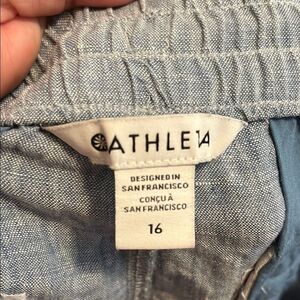 ATHLETA
DESIGNED IN
SAN FRANCISCO
CONÇU À
SAN FRANCISCO
16